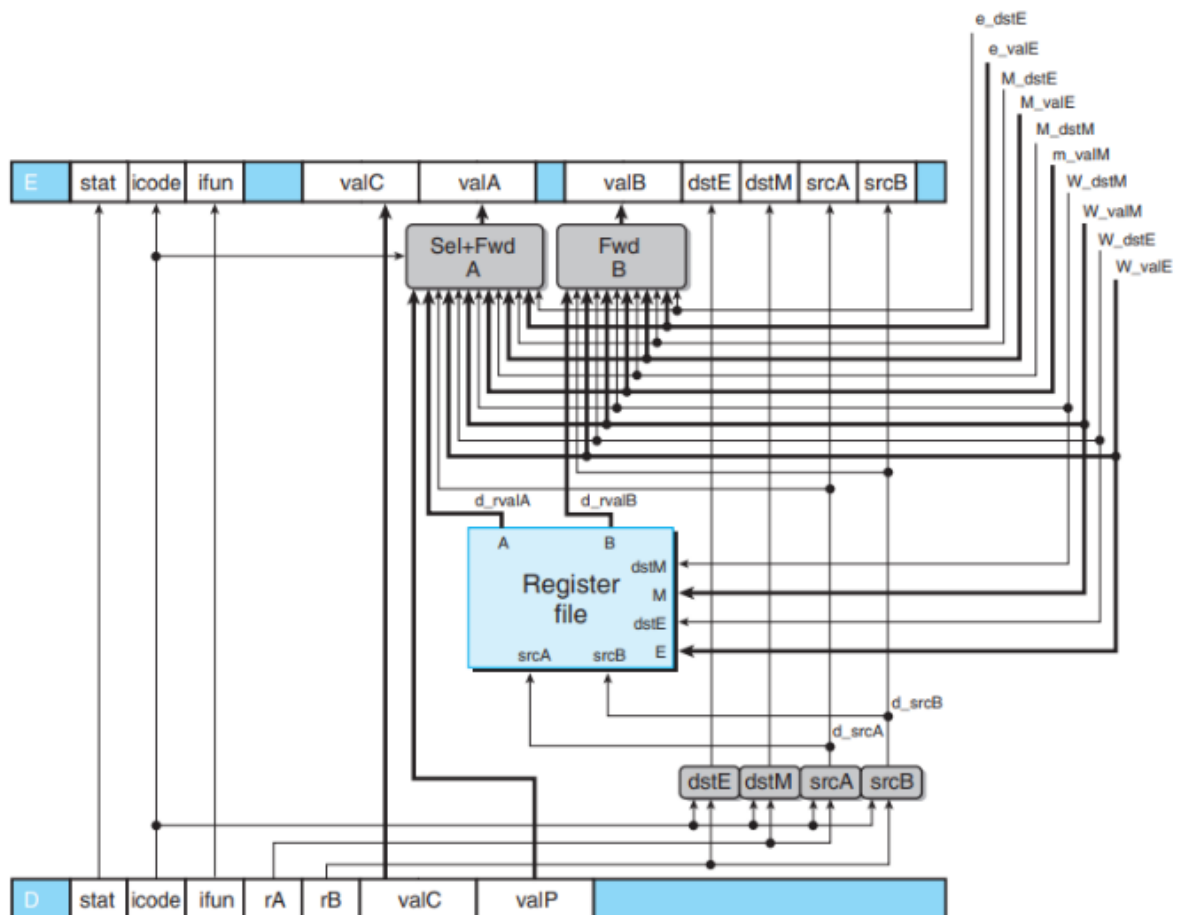 e_dstE
e_valE
M_dstE
M_valE
M_dstM
m_valM
W_dstM
W_valM
W_dstE
W_valE
E stat icode ifun valC valA valB dstE dstM srcA srcB
Sel+Fwd A
Fwd B
d_rvalA d_rvalB
A B
dstM
Register file
M
dstE
srcA srcB E
d_srcB
d_srcA
dstE dstM srcA srcB
D stat icode ifun rA rB valC valP